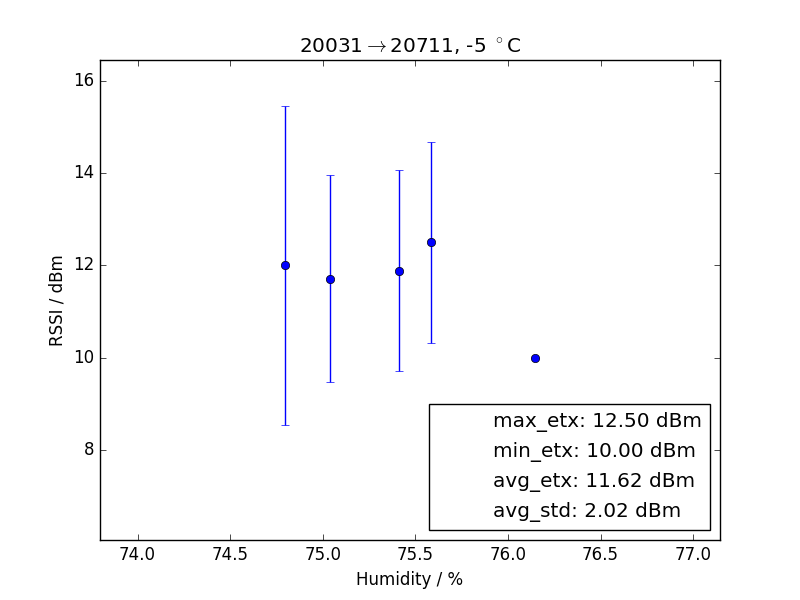 20031→20711, -5 °C
16
14
12
10
8
RSSI / dBm
max_etx: 12.50 dBm
min_etx: 10.00 dBm
avg_etx: 11.62 dBm
avg_std: 2.02 dBm
74.0 74.5 75.0 75.5 76.0 76.5 77.0
Humidity / %